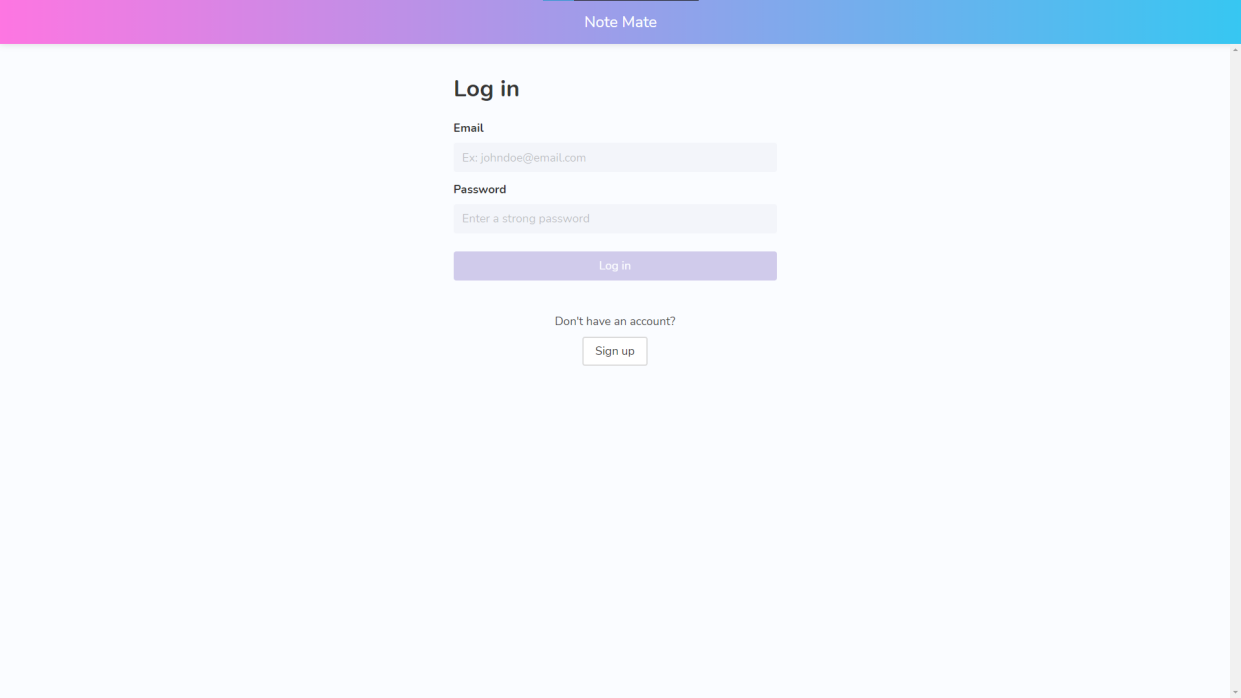 Note Mate
Log in
Email
Ex: johndoe@email.com
Password
Enter a strong password
Log in
Don't have an account?
Sign up